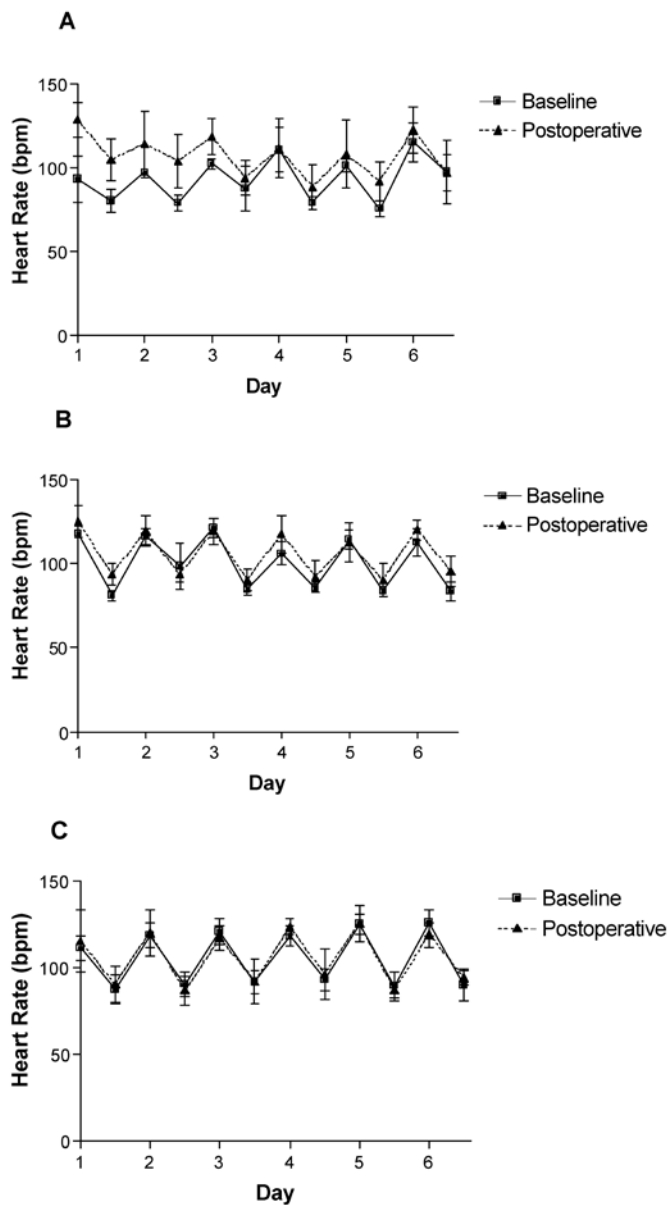 A
150
100
50
0
Heart Rate (bpm)
1 2 3 4 5 6
Day
Baseline
Postoperative
B
150
100
50
0
Heart Rate (bpm)
1 2 3 4 5 6
Day
Baseline
Postoperative
C
150
100
50
0
Heart Rate (bpm)
1 2 3 4 5 6
Day
Baseline
Postoperative